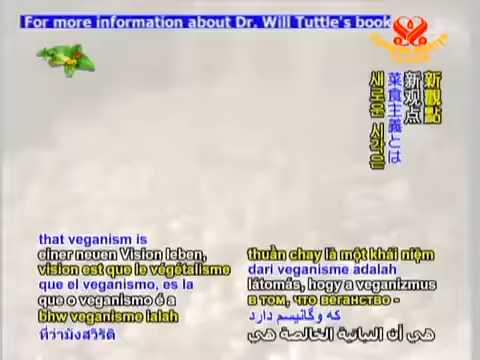 For more information about Dr. Will Tuttle's book
新觀點
新观点
菜食主義とは
새로운 시각은
that veganism is
einer neuen Vision leben,
vision est que le végétalisme
que el veganismo, es la
que o veganismo é a
bhw veganisme ialah
ที่ว่ามังสวิรัติ
thuần chay là một khái niệm
dari veganisme adalah
látomás, hogy a veganizmus
в том, что веганство -
که وگانیسم دارد
هي أن النباتية الخالصة هي